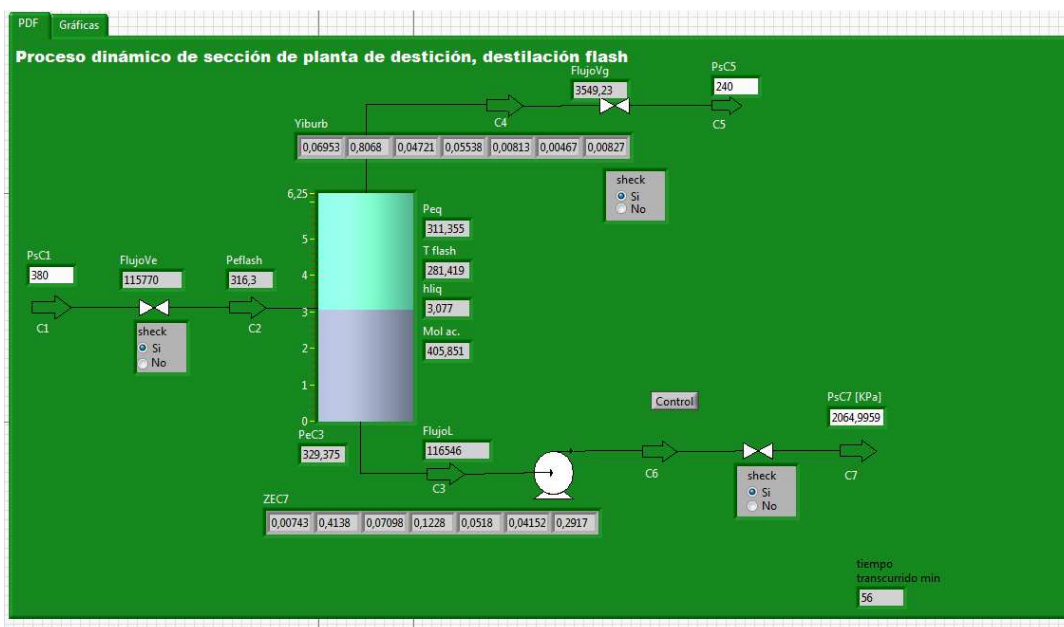 PDF
Gráficas
Proceso dinámico de sección de planta de destición, destilación flash
FlujoVg
3549,23
PsC5
240
C4
C5
Yiburb
0,06953 0,8068 0,04721 0,05538 0,00813 0,00467 0,00827
sheck
Si
No
6,25
5
4
3
2
1
0
Peq
311,355
T flash
281,419
hliq
3,077
Mol ac.
405,851
PsC1
380
FlujoVe
115770
Peflash
316,3
C1
C2
sheck
Si
No
Control
PsC7 [KPa]
2064,9959
PeC3
329,375
FlujoL
116546
C3
C6
C7
sheck
Si
No
ZEC7
0,00743 0,4138 0,07098 0,1228 0,0518 0,04152 0,2917
tiempo
transcurrido min
56